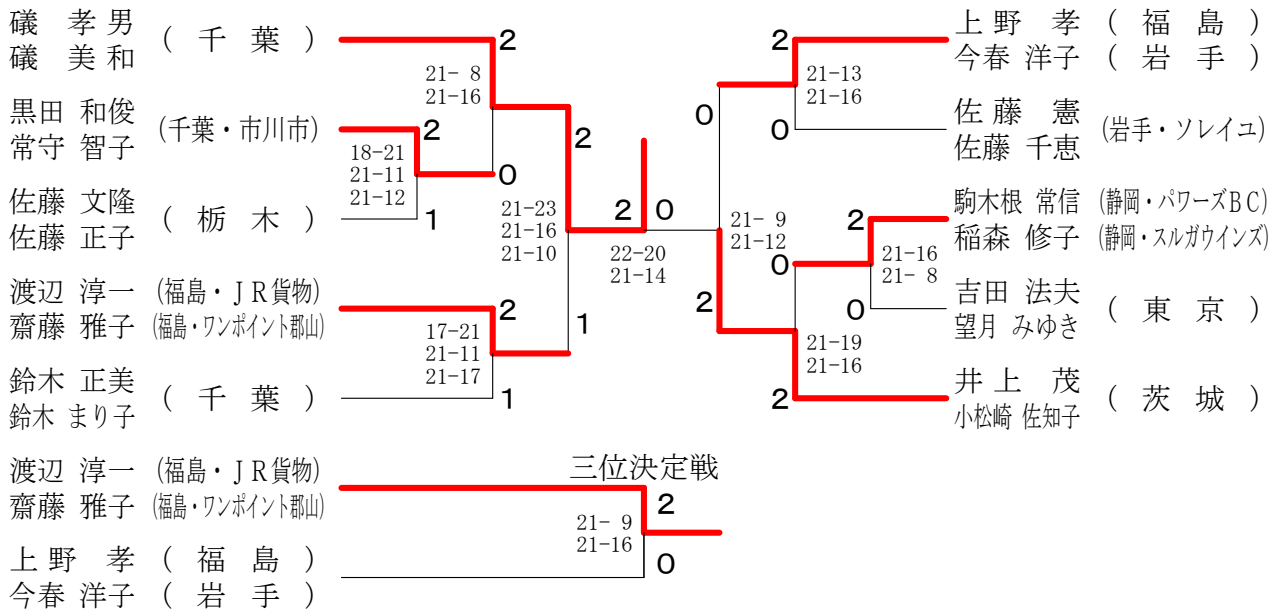 礒 孝男 ( 千 葉 )
礒 美和
2
21- 8
21-16
黒田 和俊 (千葉・市川市)
常守 智子
2
0
18-21
21-11
21-12
佐藤 文隆 ( 栃 木 )
佐藤 正子
1
2
21-23
21-16
21-10
渡辺 淳一 (福島・ＪＲ貨物)
齋藤 雅子 (福島・ワンポイント郡山)
2
1
17-21
21-11
21-17
鈴木 正美 ( 千 葉 )
鈴木 まり子
1
2 0
22-20
21-14
上野 孝 ( 福 島 )
今春 洋子 ( 岩 手 )
2
21-13
21-16
0
佐藤 憲 (岩手・ソレイユ)
佐藤 千恵
0
21- 9
21-12
駒木根 常信 (静岡・パワーズＢＣ)
稲森 修子 (静岡・スルガウインズ)
2
0
21-16
21- 8
吉田 法夫 ( 東 京 )
望月 みゆき
0
2
21-19
21-16
井上 茂 ( 茨 城 )
小松崎 佐知子
2
三位決定戦
渡辺 淳一 (福島・ＪＲ貨物)
齋藤 雅子 (福島・ワンポイント郡山)
2
21- 9
21-16
上野 孝 ( 福 島 )
今春 洋子 ( 岩 手 )
0